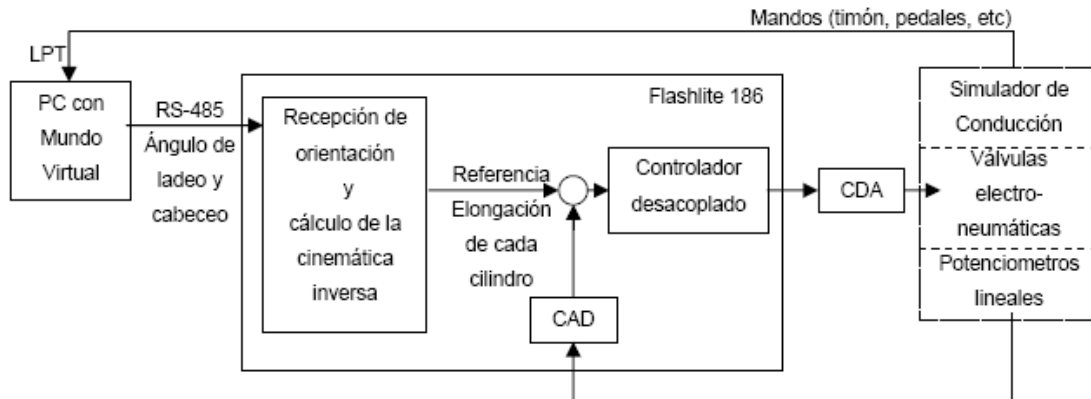 Mandos (timón, pedales, etc)
LPT
PC con
Mundo
Virtual
RS-485
Ángulo de
ladeo y
cabeceo
Flashlite 186
Recepción de
orientación
y
cálculo de la
cinemática
inversa
Referencia
Elongación
de cada
cilindro
CAD
Controlador
desacoplado
CDA
Simulador de
Conducción
Válvulas
electro-
neumáticas
Potenciometros
lineales